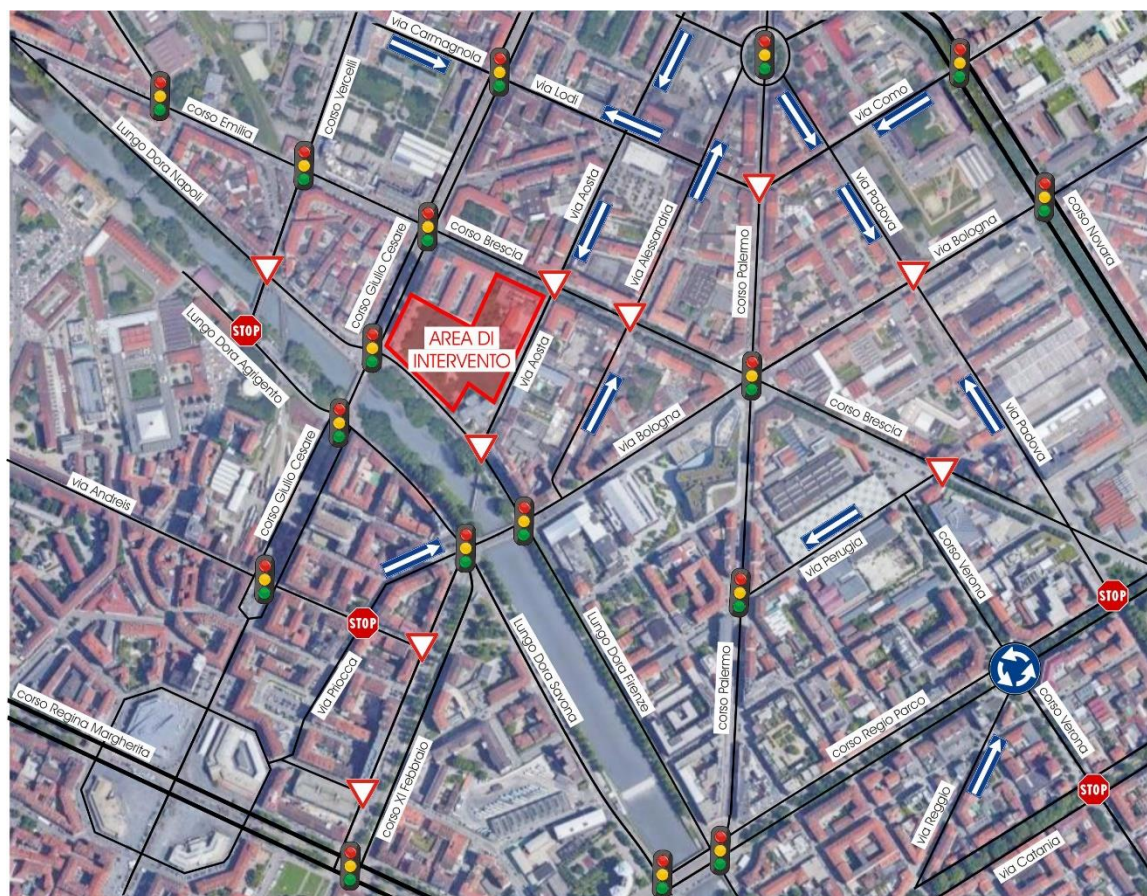 via Carmagnola
corso Vercelli
corso Emilia
Lungo Dora Napoli
via Lodi
via Como
via Aosta
via Alessandria
via Padova
corso Novara
via Bologna
corso Palermo
corso Brescia
corso Giulio Cesare
AREA DI
INTERVENTO
via Aosta
STOP
Lungo Dora Agrigento
via Bologna
corso Brescia
via Padova
corso Giulio Cesare
via Andreis
via Perugia
corso Verona
STOP
STOP
via Priocca
Lungo Dora Savona
Lungo Dora Firenze
corso Palermo
corso Regina Margherita
corso XI Febbraio
corso Regio Parco
corso Verona
via Reggio
STOP
via Catania